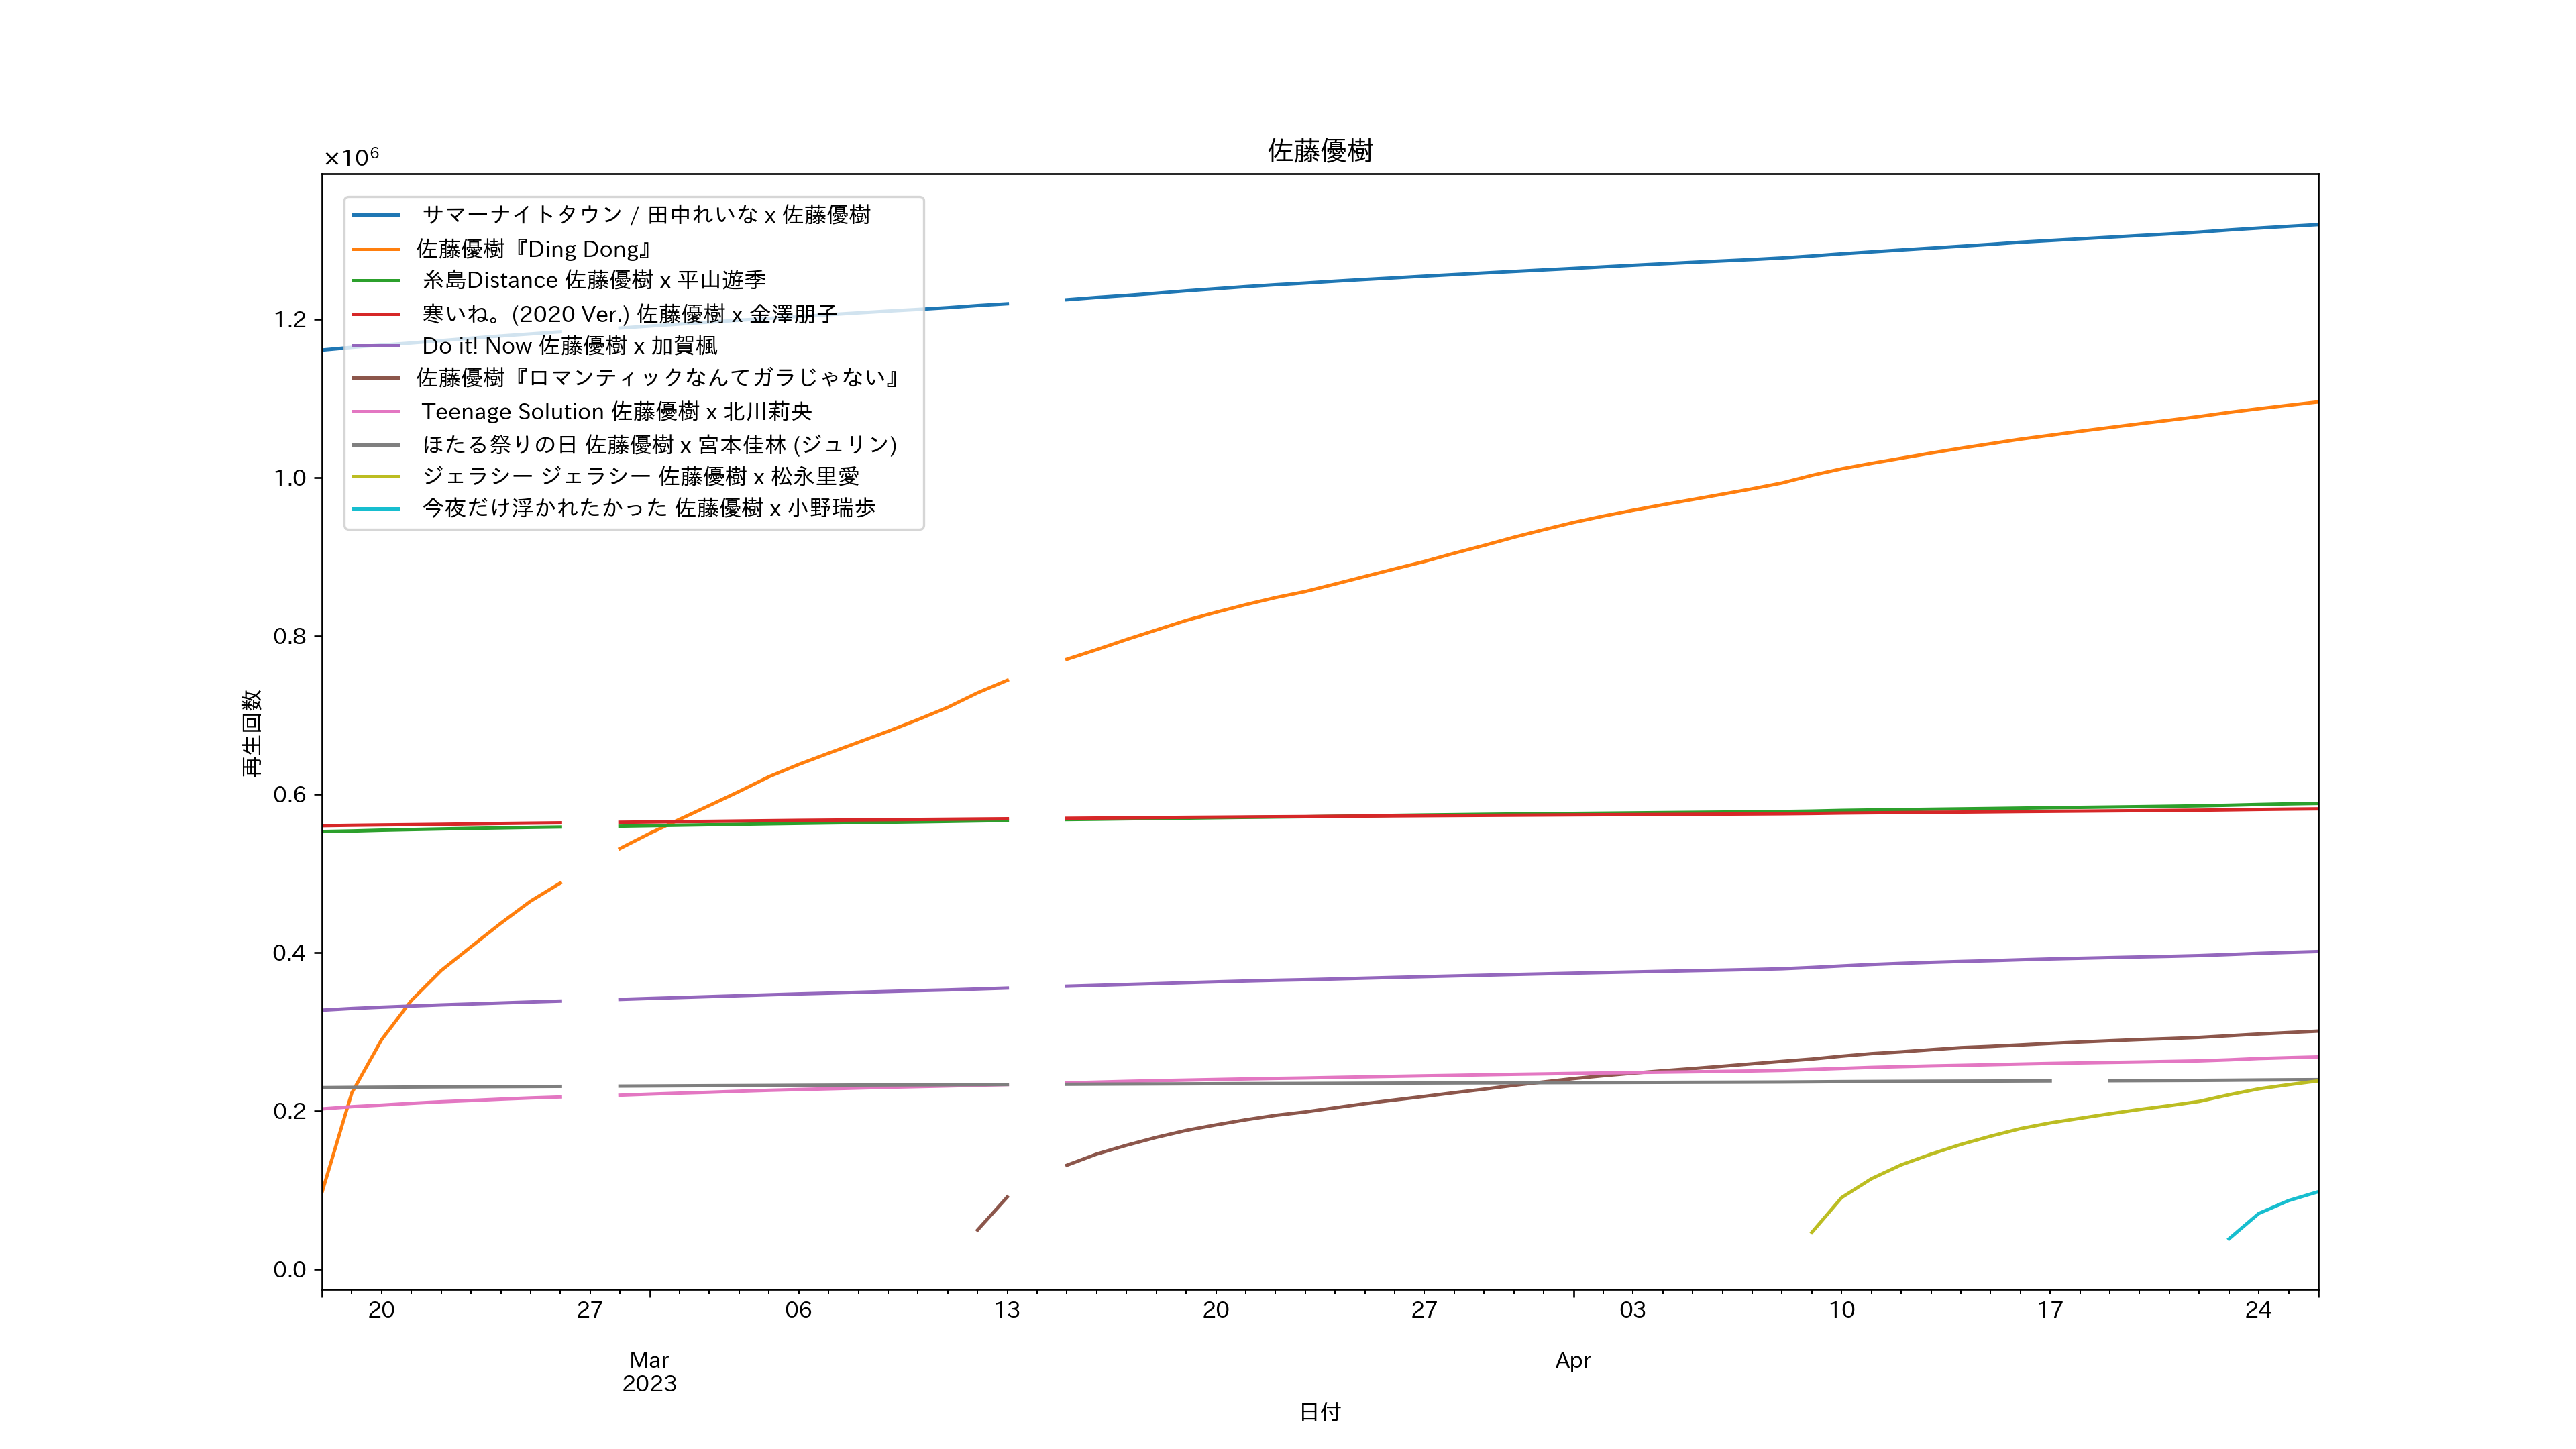 佐藤優樹
×10⁶
サマーナイトタウン / 田中れいな x 佐藤優樹
佐藤優樹『Ding Dong』
糸島Distance 佐藤優樹 x 平山遊季
寒いね。(2020 Ver.) 佐藤優樹 x 金澤朋子
Do it! Now 佐藤優樹 x 加賀楓
佐藤優樹『ロマンティックなんてガラじゃない』
Teenage Solution 佐藤優樹 x 北川莉央
ほたる祭りの日 佐藤優樹 x 宮本佳林 (ジュリン)
ジェラシー ジェラシー 佐藤優樹 x 松永里愛
今夜だけ浮かれたかった 佐藤優樹 x 小野瑞歩
1.2
1.0
0.8
0.6
0.4
0.2
0.0
再生回数
20 27 06 13 20 27 03 10 17 24
Mar Apr
2023
日付